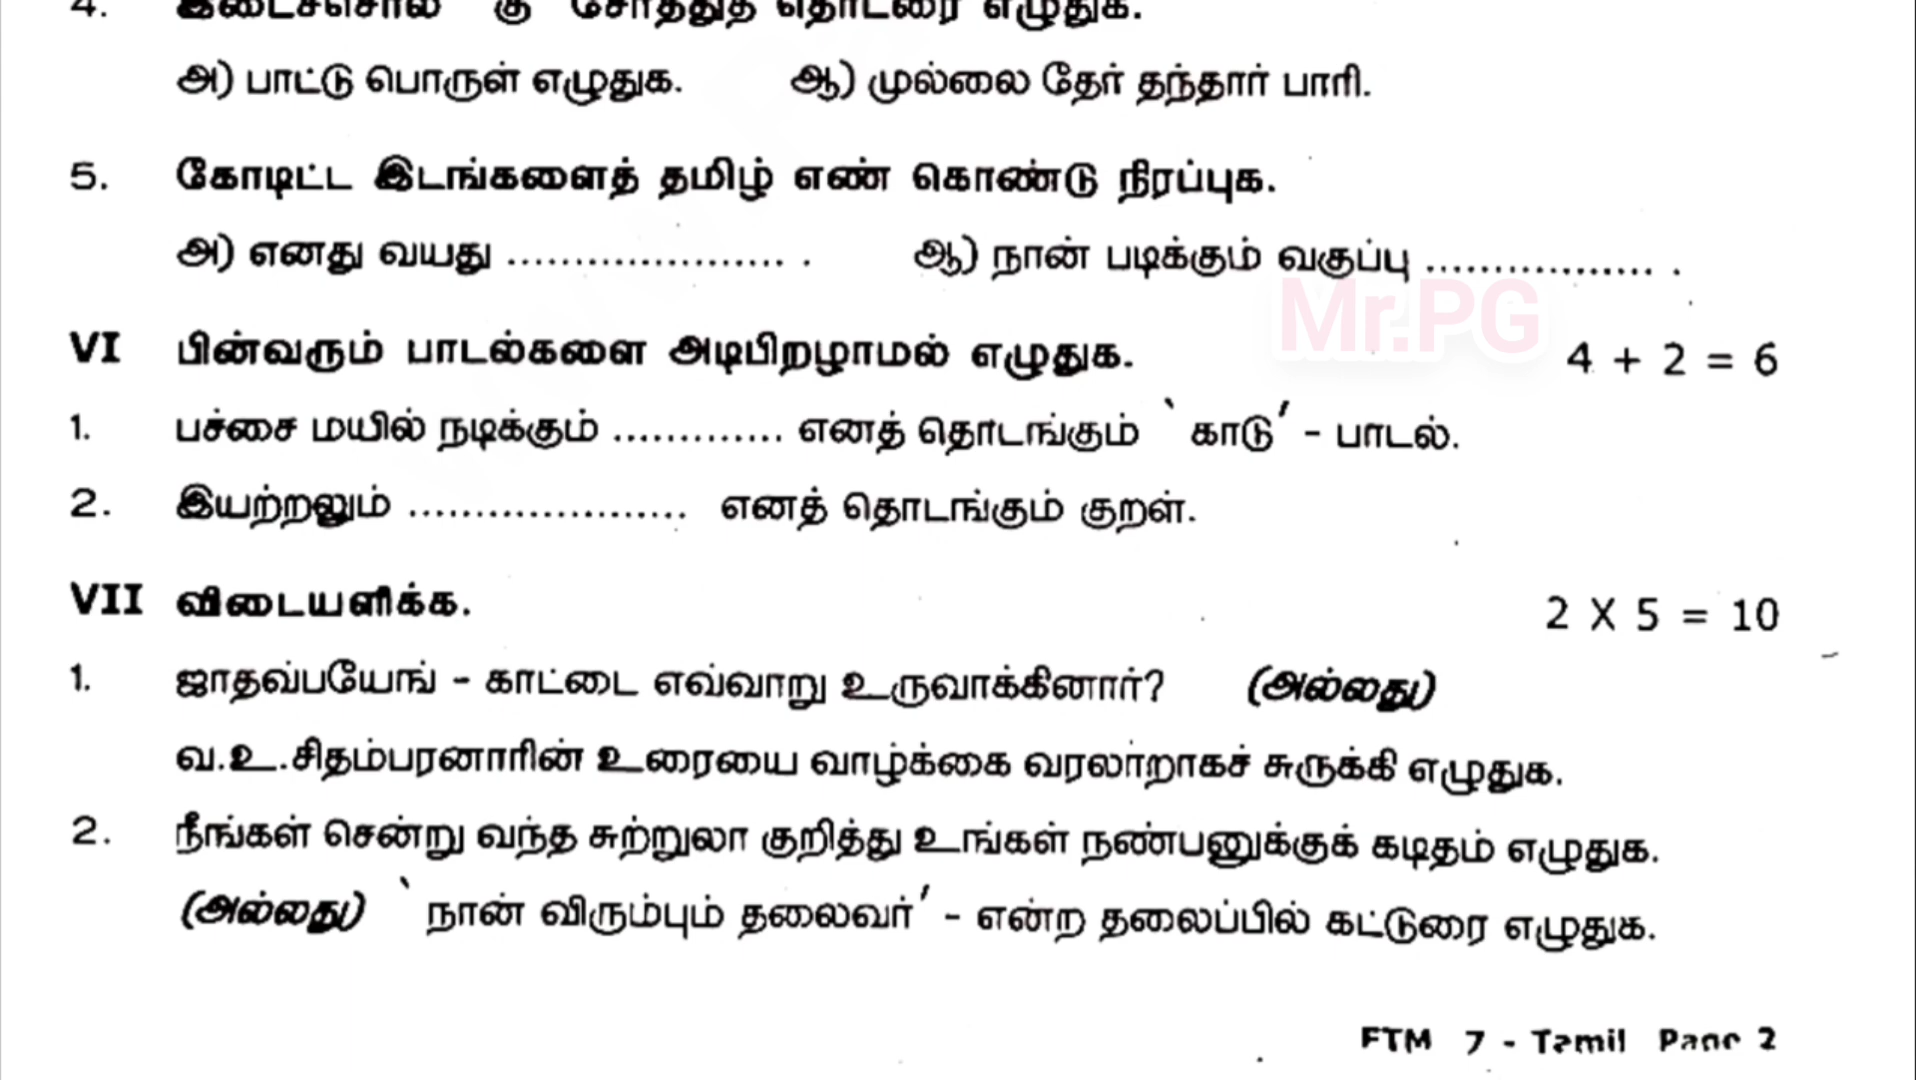 4. இடைச்சொல் 'கு' சேர்த்துத் தொடரை எழுதுக.
அ) பாட்டு பொருள் எழுதுக. ஆ) முல்லை தேர் தந்தார் பாரி.
5. கோடிட்ட இடங்களைத் தமிழ் எண் கொண்டு நிரப்புக.
அ) எனது வயது ........................ . ஆ) நான் படிக்கும் வகுப்பு .................. .
Mr.PG
VI பின்வரும் பாடல்களை அடிபிறழாமல் எழுதுக. 4 + 2 = 6
1. பச்சை மயில் நடிக்கும் ............. எனத் தொடங்கும் `காடு' - பாடல்.
2. இயற்றலும் ..................... எனத் தொடங்கும் குறள்.
VII விடையளிக்க. 2 X 5 = 10
1. ஜாதவ்பயேங் - காட்டை எவ்வாறு உருவாக்கினார்? (அல்லது)
வ.உ.சிதம்பரனாரின் உரையை வாழ்க்கை வரலாறாகச் சுருக்கி எழுதுக.
2. நீங்கள் சென்று வந்த சுற்றுலா குறித்து உங்கள் நண்பனுக்குக் கடிதம் எழுதுக.
(அல்லது) `நான் விரும்பும் தலைவர்' - என்ற தலைப்பில் கட்டுரை எழுதுக.
FTM 7 - Tamil Page 2